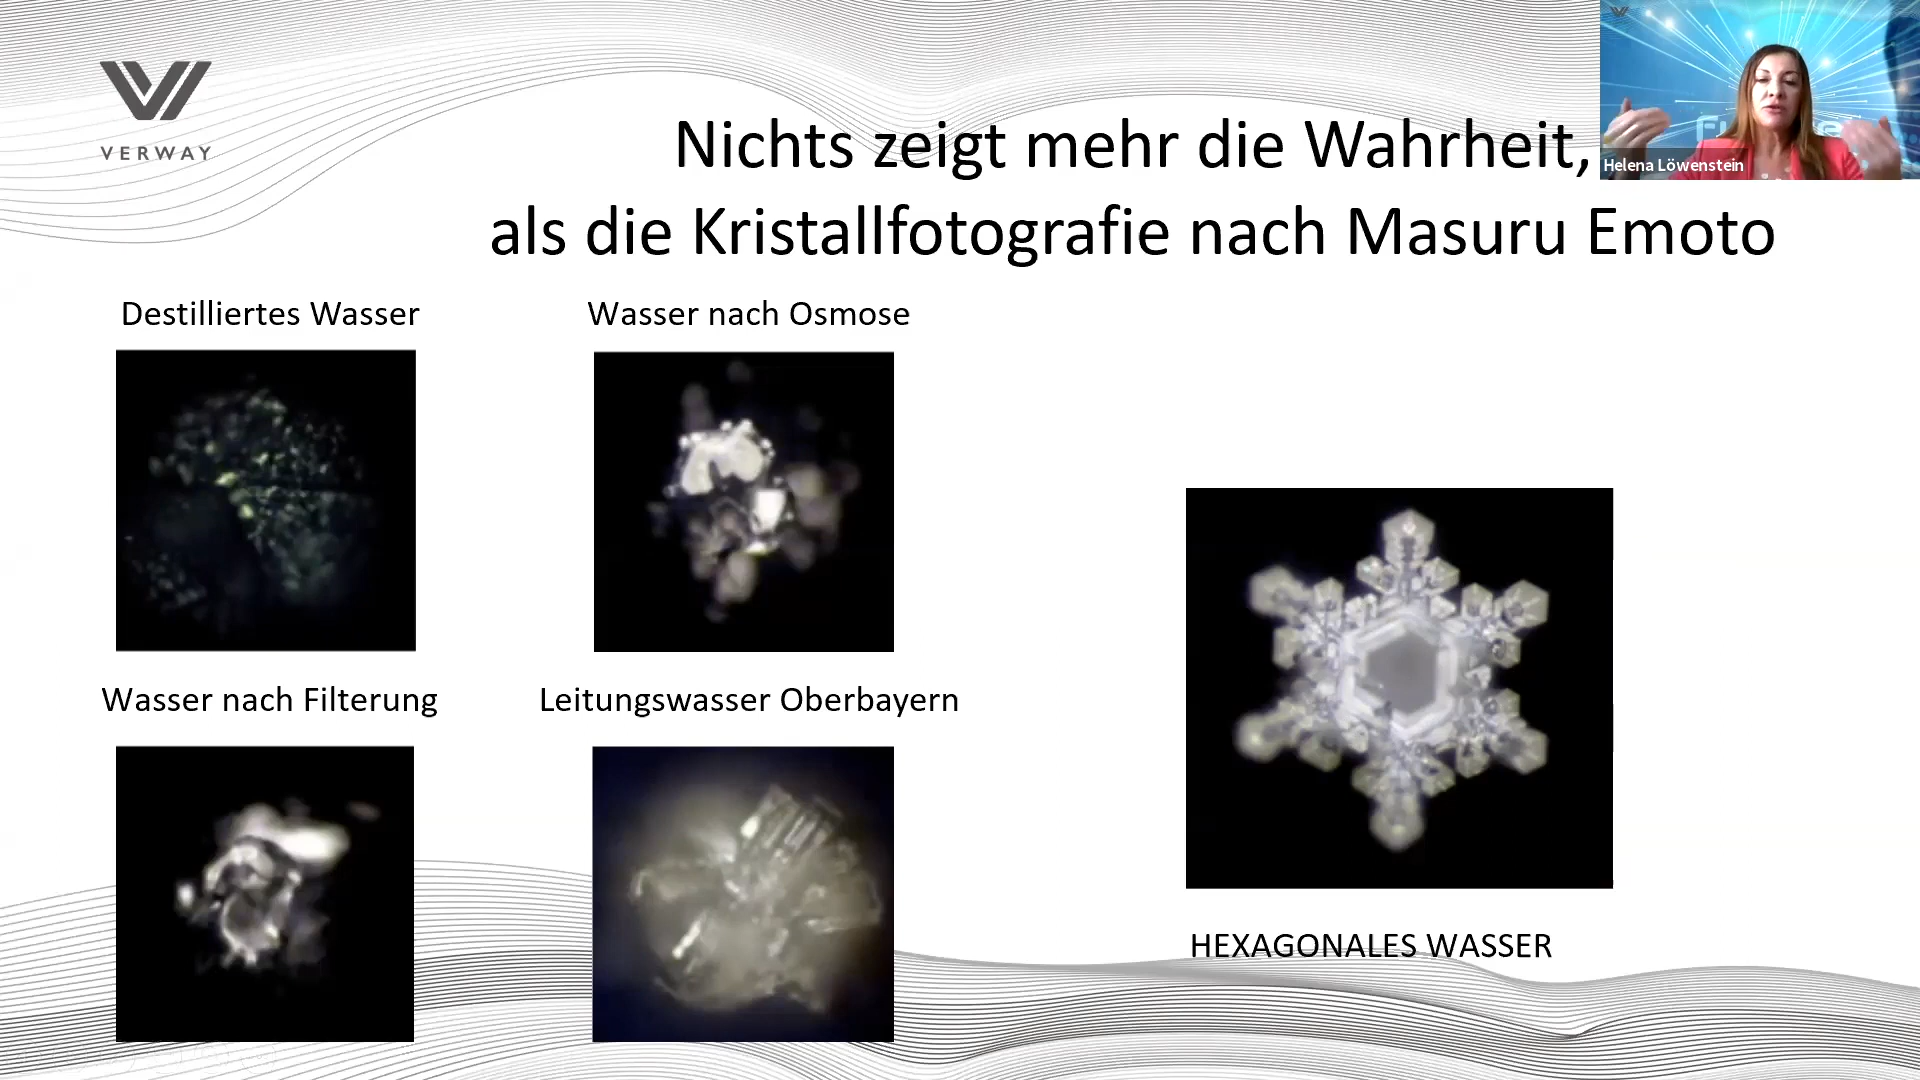 VERWAY
Nichts zeigt mehr die Wahrheit,
als die Kristallfotografie nach Masuru Emoto
Helena Löwenstein
Destilliertes Wasser
Wasser nach Osmose
Wasser nach Filterung
Leitungswasser Oberbayern
HEXAGONALES WASSER